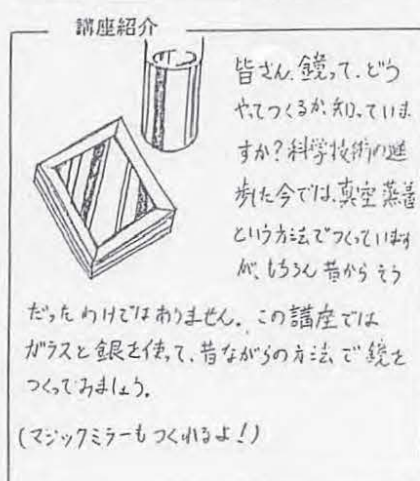 講座紹介
皆さん、鏡って、どう
やってつくるか、知っていま
すか?科学技術の進
歩した今では、真空蒸着
という方法でつくっています
が、もちろん昔からそう
だったわけではありません。この講座では
ガラスと銀を使って、昔ながらの方法で鏡を
つくってみましょう。
(マジックミラーもつくれるよ!)